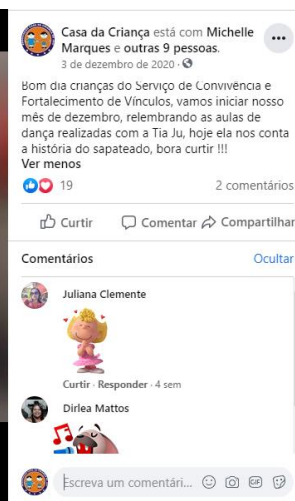 Casa da Criança está com Michelle
Marques e outras 9 pessoas.
3 de dezembro de 2020 ·
Bom dia crianças do Serviço de Convivência e
Fortalecimento de Vínculos, vamos iniciar nosso
mês de dezembro, relembrando as aulas de
dança realizadas com a Tia Ju, hoje ela nos conta
a história do sapateado, bora curtir !!!
Ver menos
19
2 comentários
Curtir
Comentar
Compartilhar
Comentários
Ocultar
Juliana Clemente
Curtir · Responder · 4 sem
Dirlea Mattos
Escreva um comentári...
GIF